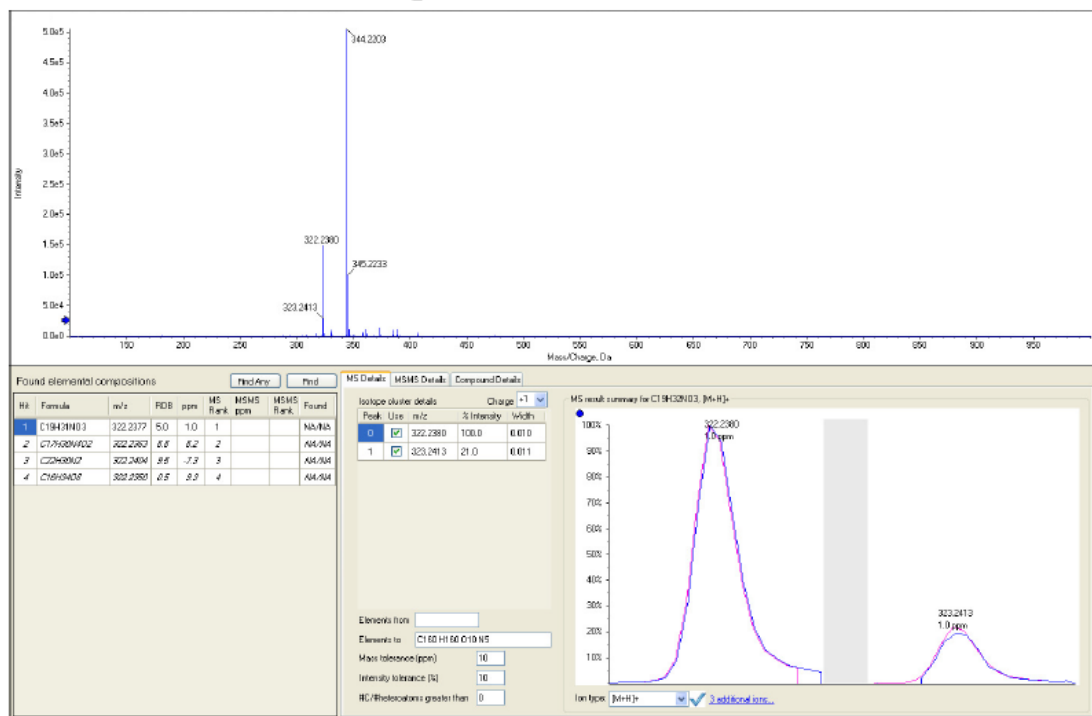 5.0e5
4.5e5
4.0e5
3.5e5
3.0e5
2.5e5
2.0e5
1.5e5
1.0e5
5.0e4
0.0e0
Intensity
344.2203
322.2380
345.2233
323.2413
150 200 250 300 350 400 450 500 550 600 650 700 750 800 850 900 950
Mass/Charge, Da
Found elemental compositions
Find Any
Find
Hit Formula m/z RDB ppm MS Rank MSMS ppm MSMS Rank Found
1 C19H31NO3 322.2377 5.0 1.0 1 NA/NA
2 C17H30N4O2 322.2363 2 NA/NA
3 C22H30N2 322.2404 -7.3 3 NA/NA
4 322.2350 0.5 9.3 4 NA/NA
MS Details
MSMS Details
Compound Details
Isotope cluster details
Charge +1
Peak Use m/z % Intensity Width
0 322.2380 100.0 0.010
1 323.2413 21.0 0.011
Elements from
Elements to C160 H160 O10 N5
Mass tolerance (ppm) 10
Intensity tolerance [%] 10
#C/#heteroatoms greater than 0
MS result summary for C19H32NO3, [M+H]+
100%
90%
80%
70%
60%
50%
40%
30%
20%
10%
322.2380
1.0 ppm
323.2413
1.0 ppm
Ion type: [M+H]+
3 additional ions...